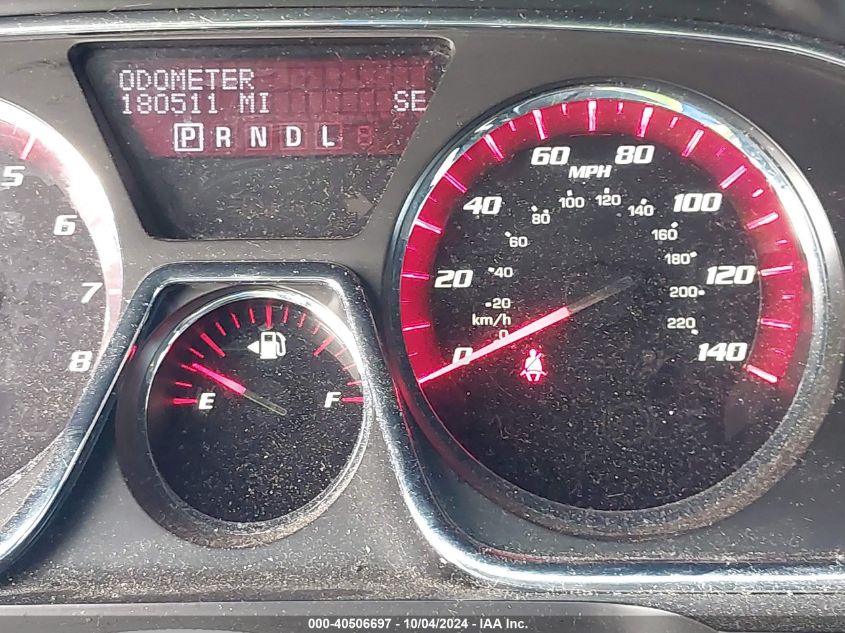 ODOMETER
180511 MI SE
P R N D L
5
6
7
8
E F
0 20 40 60 80 100 120 140
MPH
0 20 40 60 80 100 120 140 160 180 200 220
km/h
000-40506697 - 10/04/2024 - IAA Inc.